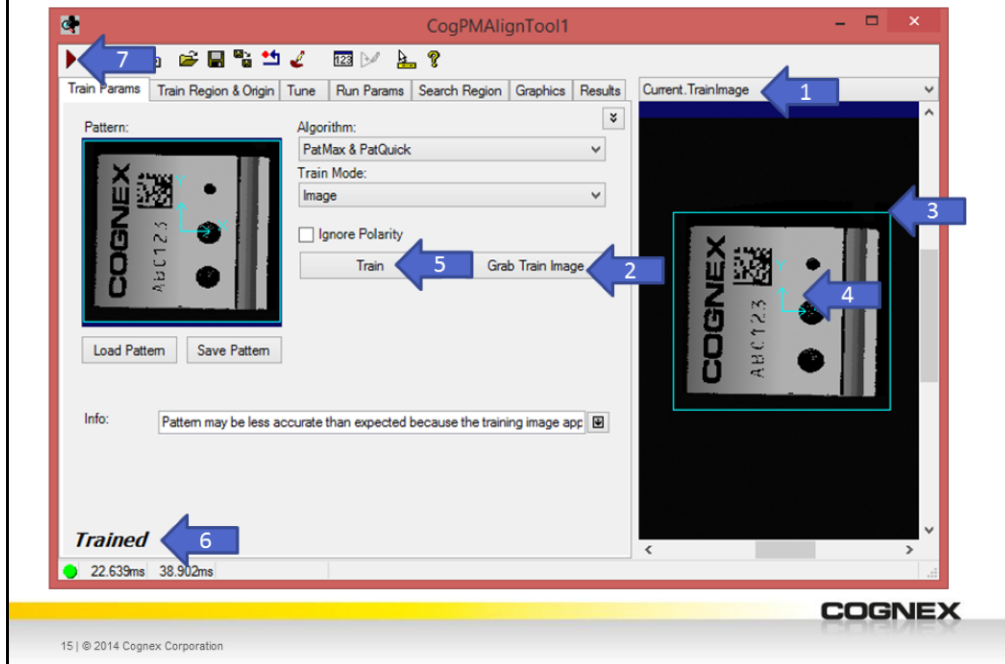 CogPMAlignTool1
7
Train Params Train Region & Origin Tune Run Params Search Region Graphics Results
Current.TrainImage
1
Pattern:
COGNEX
ABC123
Y
Algorithm:
PatMax & PatQuick
Train Mode:
Image
Ignore Polarity
Train
5
Grab Train Image
2
3
COGNEX
ABC123
Y
4
Load Pattern Save Pattern
Info:
Pattern may be less accurate than expected because the training image app
Trained
6
22.639ms 38.902ms
COGNEX
15 | © 2014 Cognex Corporation